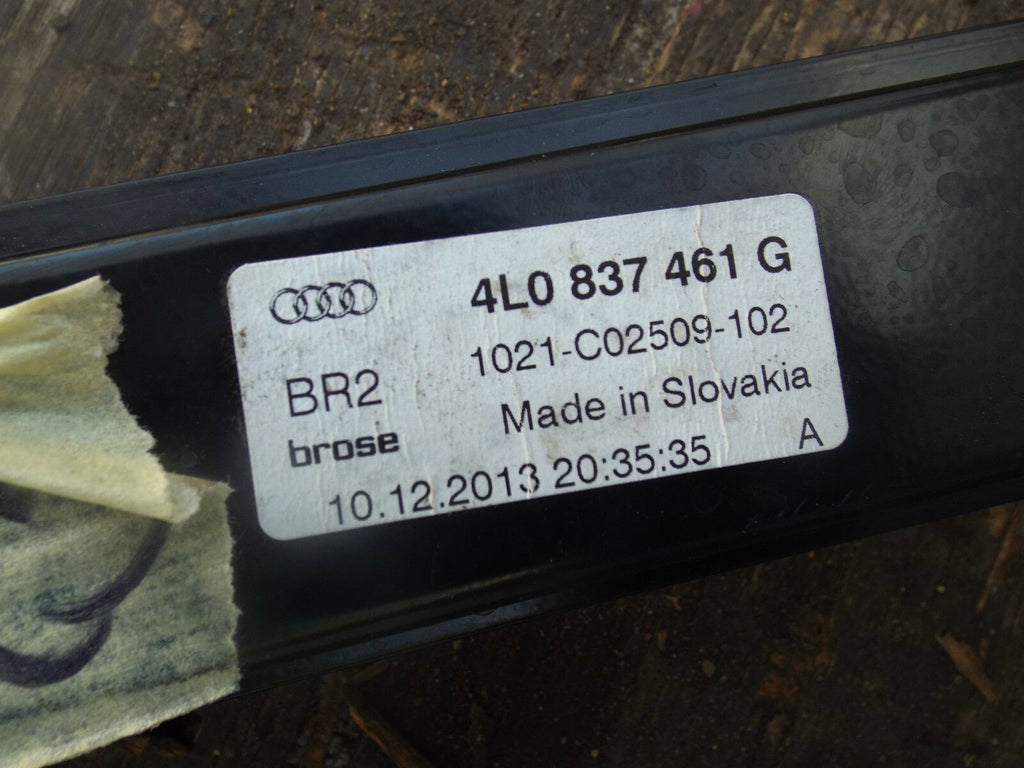 4L0 837 461 G
1021-C02509-102
BR2
Made in Slovakia
brose
10.12.2013 20:35:35
A